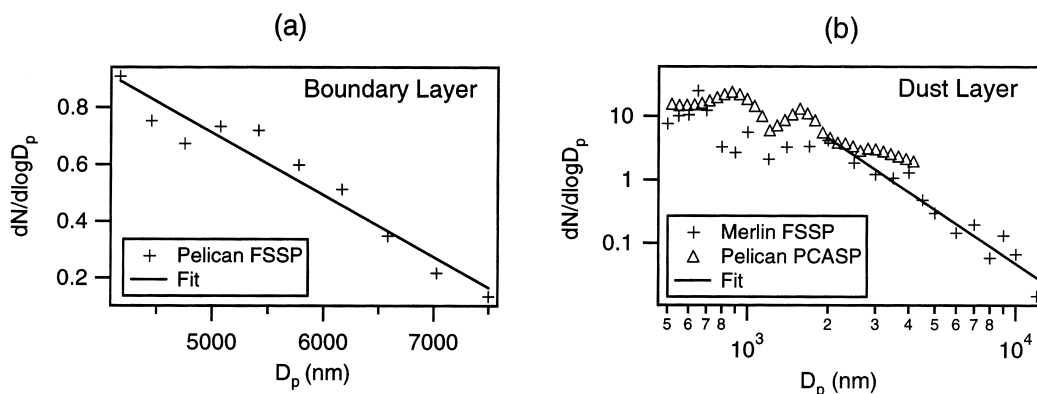 (a)
Boundary Layer
dN/dlogDp
0.8
0.6
0.4
0.2
+ Pelican FSSP
Fit
5000 6000 7000
Dp (nm)
(b)
Dust Layer
dN/dlogDp
10
1
0.1
+ Merlin FSSP
△ Pelican PCASP
Fit
5 6 7 8 2 3 4 5 6 7 8
10³ 10⁴
Dp (nm)